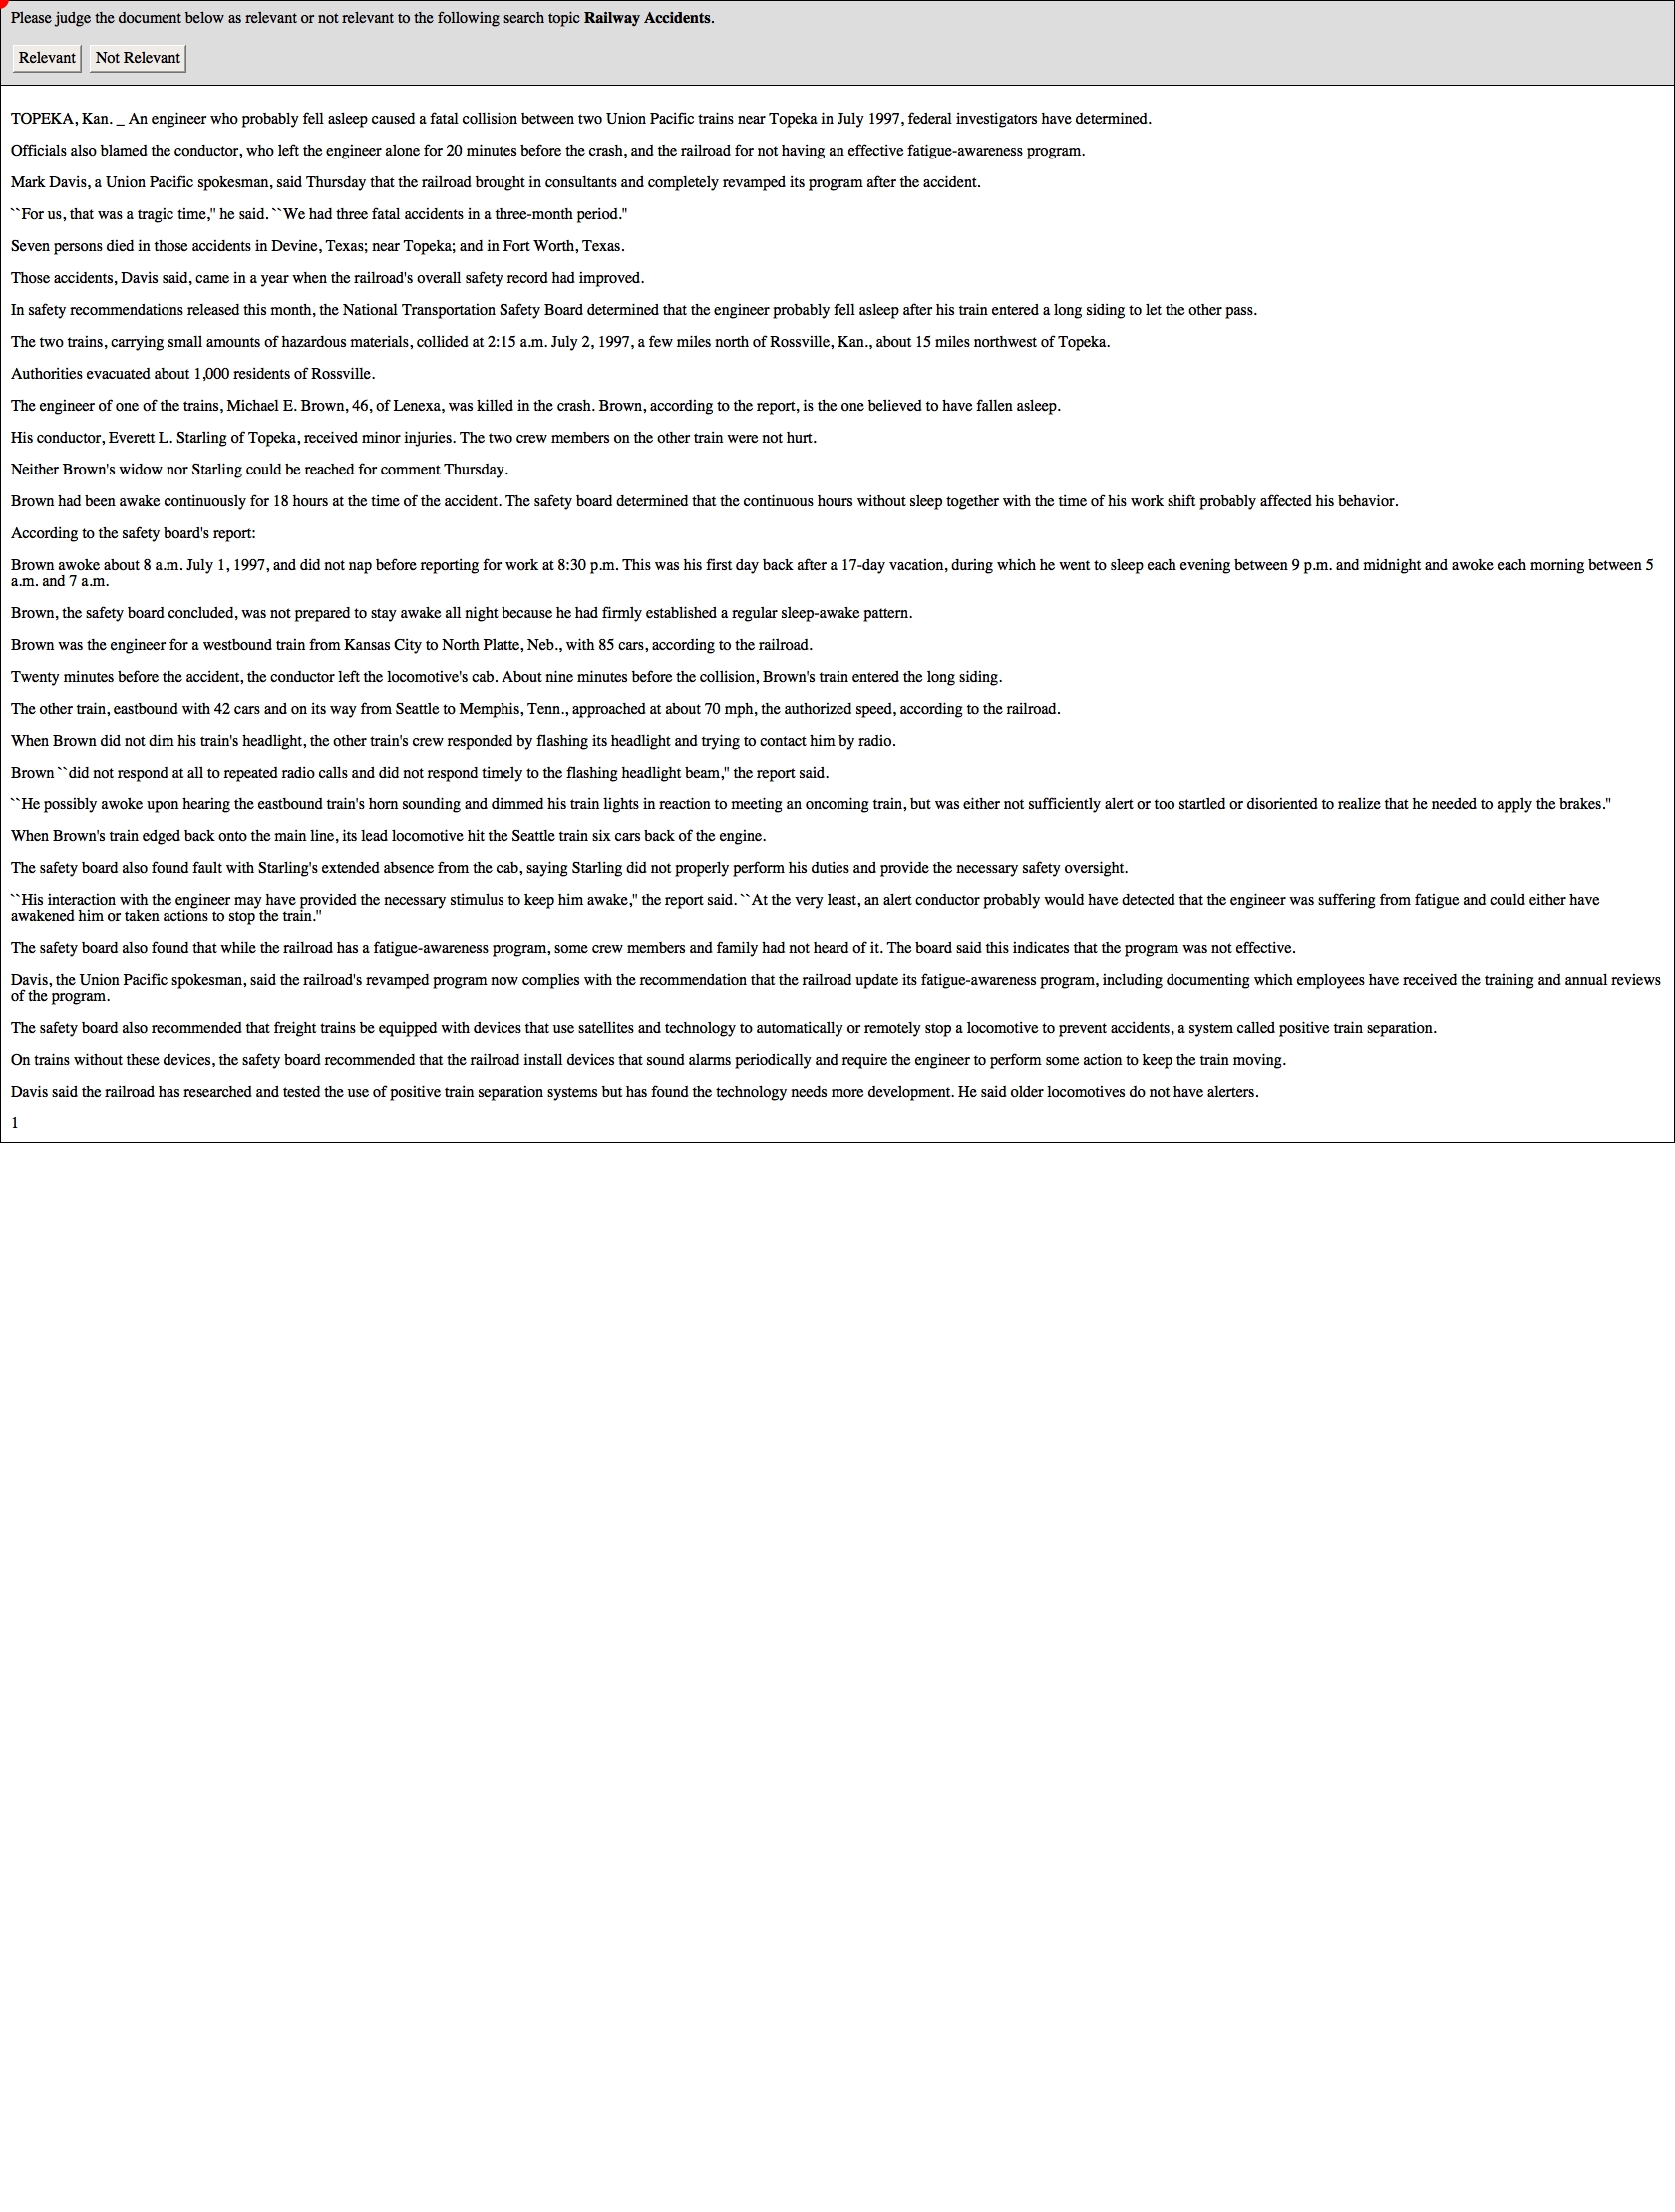 Please judge the document below as relevant or not relevant to the following search topic Railway Accidents.
Relevant Not Relevant
TOPEKA, Kan. _ An engineer who probably fell asleep caused a fatal collision between two Union Pacific trains near Topeka in July 1997, federal investigators have determined.
Officials also blamed the conductor, who left the engineer alone for 20 minutes before the crash, and the railroad for not having an effective fatigue-awareness program.
Mark Davis, a Union Pacific spokesman, said Thursday that the railroad brought in consultants and completely revamped its program after the accident.
``For us, that was a tragic time,'' he said. ``We had three fatal accidents in a three-month period.''
Seven persons died in those accidents in Devine, Texas; near Topeka; and in Fort Worth, Texas.
Those accidents, Davis said, came in a year when the railroad's overall safety record had improved.
In safety recommendations released this month, the National Transportation Safety Board determined that the engineer probably fell asleep after his train entered a long siding to let the other pass.
The two trains, carrying small amounts of hazardous materials, collided at 2:15 a.m. July 2, 1997, a few miles north of Rossville, Kan., about 15 miles northwest of Topeka.
Authorities evacuated about 1,000 residents of Rossville.
The engineer of one of the trains, Michael E. Brown, 46, of Lenexa, was killed in the crash. Brown, according to the report, is the one believed to have fallen asleep.
His conductor, Everett L. Starling of Topeka, received minor injuries. The two crew members on the other train were not hurt.
Neither Brown's widow nor Starling could be reached for comment Thursday.
Brown had been awake continuously for 18 hours at the time of the accident. The safety board determined that the continuous hours without sleep together with the time of his work shift probably affected his behavior.
According to the safety board's report:
Brown awoke about 8 a.m. July 1, 1997, and did not nap before reporting for work at 8:30 p.m. This was his first day back after a 17-day vacation, during which he went to sleep each evening between 9 p.m. and midnight and awoke each morning between 5
a.m. and 7 a.m.
Brown, the safety board concluded, was not prepared to stay awake all night because he had firmly established a regular sleep-awake pattern.
Brown was the engineer for a westbound train from Kansas City to North Platte, Neb., with 85 cars, according to the railroad.
Twenty minutes before the accident, the conductor left the locomotive's cab. About nine minutes before the collision, Brown's train entered the long siding.
The other train, eastbound with 42 cars and on its way from Seattle to Memphis, Tenn., approached at about 70 mph, the authorized speed, according to the railroad.
When Brown did not dim his train's headlight, the other train's crew responded by flashing its headlight and trying to contact him by radio.
Brown ``did not respond at all to repeated radio calls and did not respond timely to the flashing headlight beam,'' the report said.
``He possibly awoke upon hearing the eastbound train's horn sounding and dimmed his train lights in reaction to meeting an oncoming train, but was either not sufficiently alert or too startled or disoriented to realize that he needed to apply the brakes.''
When Brown's train edged back onto the main line, its lead locomotive hit the Seattle train six cars back of the engine.
The safety board also found fault with Starling's extended absence from the cab, saying Starling did not properly perform his duties and provide the necessary safety oversight.
``His interaction with the engineer may have provided the necessary stimulus to keep him awake,'' the report said. ``At the very least, an alert conductor probably would have detected that the engineer was suffering from fatigue and could either have
awakened him or taken actions to stop the train.''
The safety board also found that while the railroad has a fatigue-awareness program, some crew members and family had not heard of it. The board said this indicates that the program was not effective.
Davis, the Union Pacific spokesman, said the railroad's revamped program now complies with the recommendation that the railroad update its fatigue-awareness program, including documenting which employees have received the training and annual reviews
of the program.
The safety board also recommended that freight trains be equipped with devices that use satellites and technology to automatically or remotely stop a locomotive to prevent accidents, a system called positive train separation.
On trains without these devices, the safety board recommended that the railroad install devices that sound alarms periodically and require the engineer to perform some action to keep the train moving.
Davis said the railroad has researched and tested the use of positive train separation systems but has found the technology needs more development. He said older locomotives do not have alerters.
1